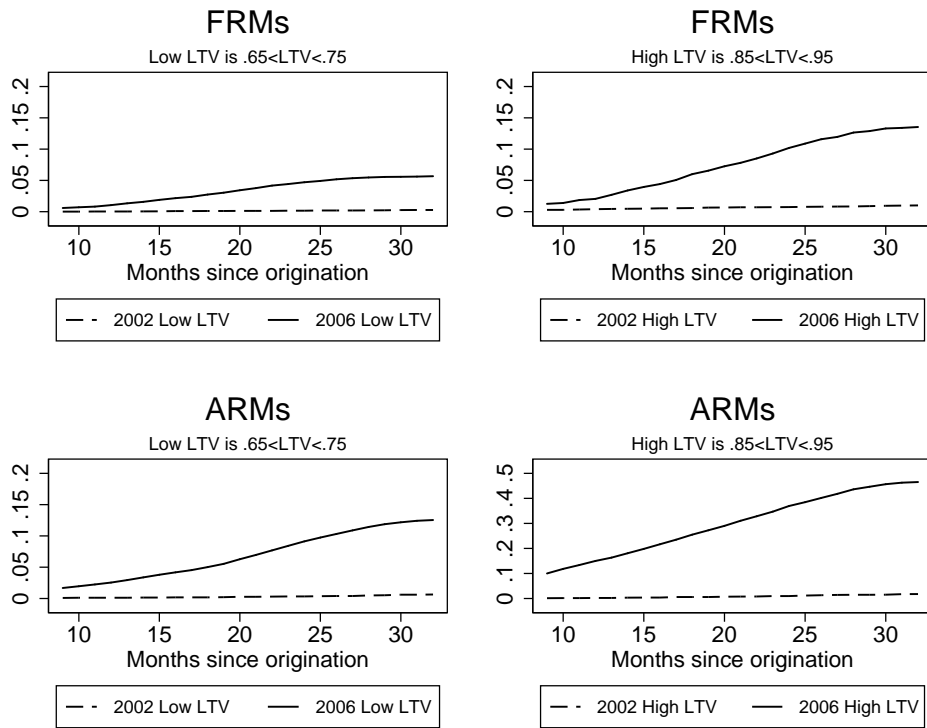 FRMs
Low LTV is .65<LTV<.75
0 .05 .1 .15 .2
10 15 20 25 30
Months since origination
2002 Low LTV 2006 Low LTV
FRMs
High LTV is .85<LTV<.95
0 .05 .1 .15 .2
10 15 20 25 30
Months since origination
2002 High LTV 2006 High LTV
ARMs
Low LTV is .65<LTV<.75
0 .05 .1 .15 .2
10 15 20 25 30
Months since origination
2002 Low LTV 2006 Low LTV
ARMs
High LTV is .85<LTV<.95
0 .1 .2 .3 .4 .5
10 15 20 25 30
Months since origination
2002 High LTV 2006 High LTV